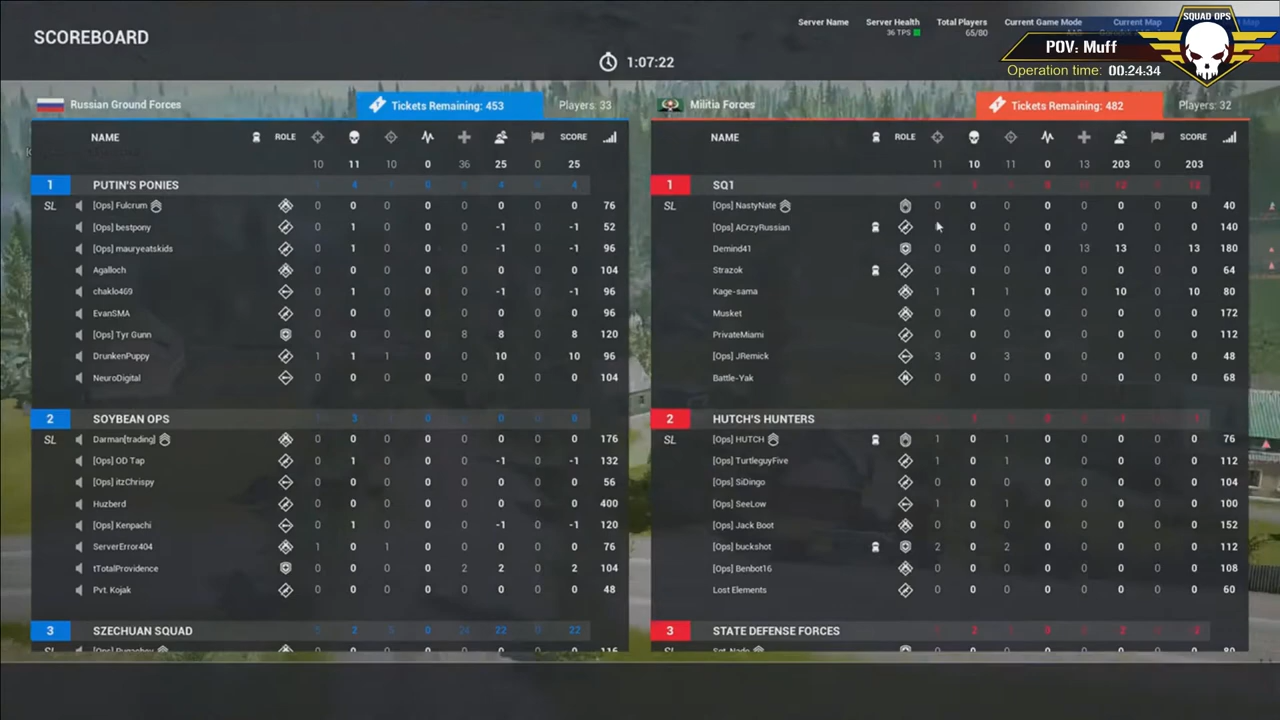 SCOREBOARD
Server Name
Server Health
36 TPS
Total Players
65/80
Current Game Mode
Current Map
SQUAD OPS
POV: Muff
Operation time: 00:24:34
1:07:22
Russian Ground Forces
Tickets Remaining: 453
Players: 33
NAME ROLE SCORE
10 11 10 0 36 25 0 25
1 PUTIN'S PONIES 4 0 4 4
SL [Ops] Fulcrum 0 0 0 0 0 0 0 0 76
[Ops] bestpony 0 1 0 0 0 -1 0 -1 52
[Ops] mauryeatskids 0 1 0 0 0 -1 0 -1 96
Agalloch 0 0 0 0 0 0 0 0 104
chaklo469 0 1 0 0 0 -1 0 -1 96
EvanSMA 0 0 0 0 0 0 0 0 96
[Ops] Tyr Gunn 0 0 0 0 8 8 0 8 120
DrunkenPuppy 1 1 1 0 0 10 0 10 96
NeuroDigital 0 0 0 0 0 0 0 0 104
2 SOYBEAN OPS 3 0 0 0
SL Darman[trading] 0 0 0 0 0 0 0 0 176
[Ops] OD Tap 0 1 0 0 0 -1 0 -1 132
[Ops] itzChrispy 0 0 0 0 0 0 0 0 56
Huzberd 0 0 0 0 0 0 0 0 400
[Ops] Kenpachi 0 1 0 0 0 -1 0 -1 120
ServerError404 1 0 1 0 0 0 0 0 76
tTotalProvidence 0 0 0 0 2 2 0 2 104
Pvt. Kojak 0 0 0 0 0 0 0 0 48
3 SZECHUAN SQUAD 2 0 22 22
Militia Forces
Tickets Remaining: 482
Players: 32
NAME ROLE SCORE
11 10 11 0 13 203 0 203
1 SQ1
SL [Ops] NastyNate 0 0 0 0 0 0 0 0 40
[Ops] ACrzyRussian 0 0 0 0 0 0 0 140
Demind41 0 0 0 0 13 13 0 13 180
Strazok 0 0 0 0 0 0 0 0 64
Kage-sama 1 1 1 0 0 10 0 10 80
Musket 0 0 0 0 0 0 0 0 172
PrivateMiami 0 0 0 0 0 0 0 0 112
[Ops] JRemick 3 0 3 0 0 0 0 0 48
Battle-Yak 0 0 0 0 0 0 0 0 68
2 HUTCH'S HUNTERS
SL [Ops] HUTCH 1 0 1 0 0 0 0 0 76
[Ops] TurtleguyFive 1 0 1 0 0 0 0 0 112
[Ops] SiDingo 0 0 0 0 0 0 0 0 104
[Ops] SeeLow 1 0 1 0 0 0 0 0 100
[Ops] Jack Boot 0 0 0 0 0 0 0 0 152
[Ops] buckshot 2 0 2 0 0 0 0 0 112
[Ops] Benbot16 0 0 0 0 0 0 0 0 108
Lost Elements 0 0 0 0 0 0 0 0 60
3 STATE DEFENSE FORCES